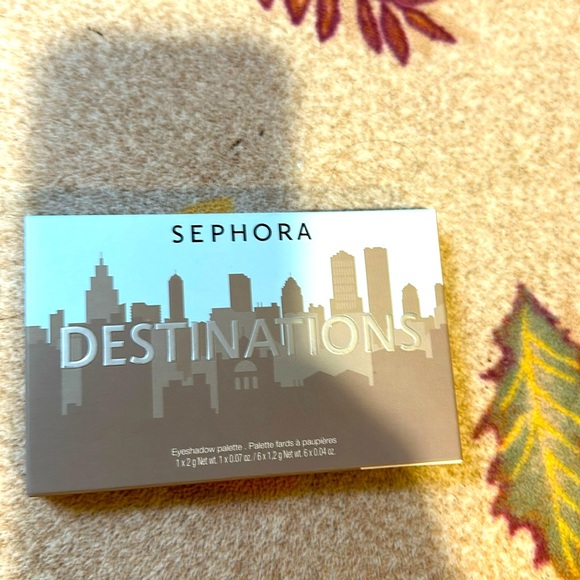 SEPHORA
DESTINATIONS
Eyeshadow palette . Palette fards à paupières
1 x 2 g Net wt. 1 x 0.07 oz. / 6 x 1.2 g Net wt. 6 x 0.04 oz.